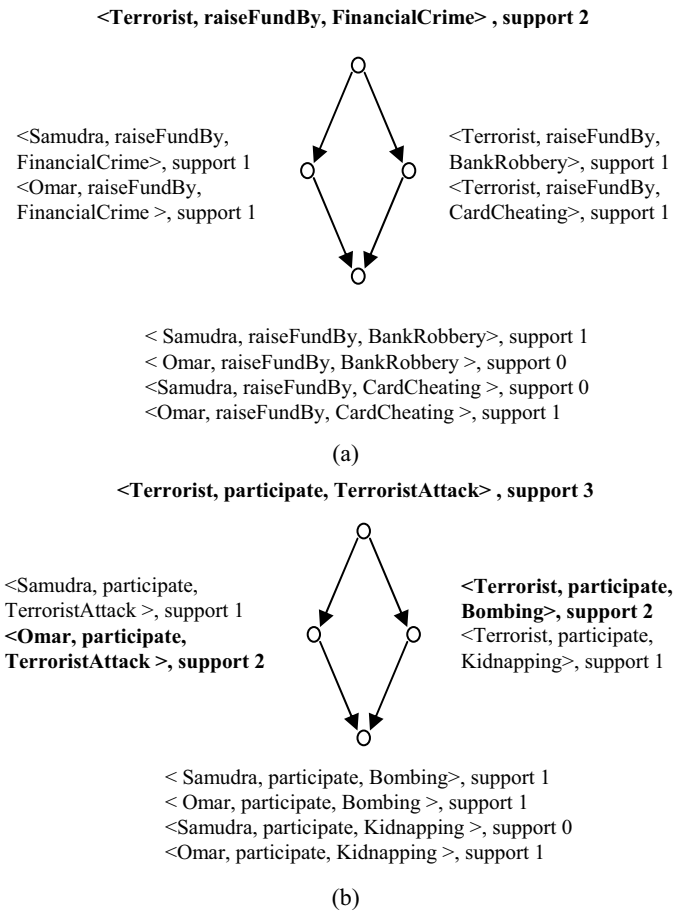 <Terrorist, raiseFundBy, FinancialCrime> , support 2
<Samudra, raiseFundBy,
FinancialCrime>, support 1
<Omar, raiseFundBy,
FinancialCrime >, support 1
<Terrorist, raiseFundBy,
BankRobbery>, support 1
<Terrorist, raiseFundBy,
CardCheating>, support 1
< Samudra, raiseFundBy, BankRobbery>, support 1
< Omar, raiseFundBy, BankRobbery >, support 0
<Samudra, raiseFundBy, CardCheating >, support 0
<Omar, raiseFundBy, CardCheating >, support 1
(a)
<Terrorist, participate, TerroristAttack> , support 3
<Samudra, participate,
TerroristAttack >, support 1
<Omar, participate,
TerroristAttack >, support 2
<Terrorist, participate,
Bombing>, support 2
<Terrorist, participate,
Kidnapping>, support 1
< Samudra, participate, Bombing>, support 1
< Omar, participate, Bombing >, support 1
<Samudra, participate, Kidnapping >, support 0
<Omar, participate, Kidnapping >, support 1
(b)